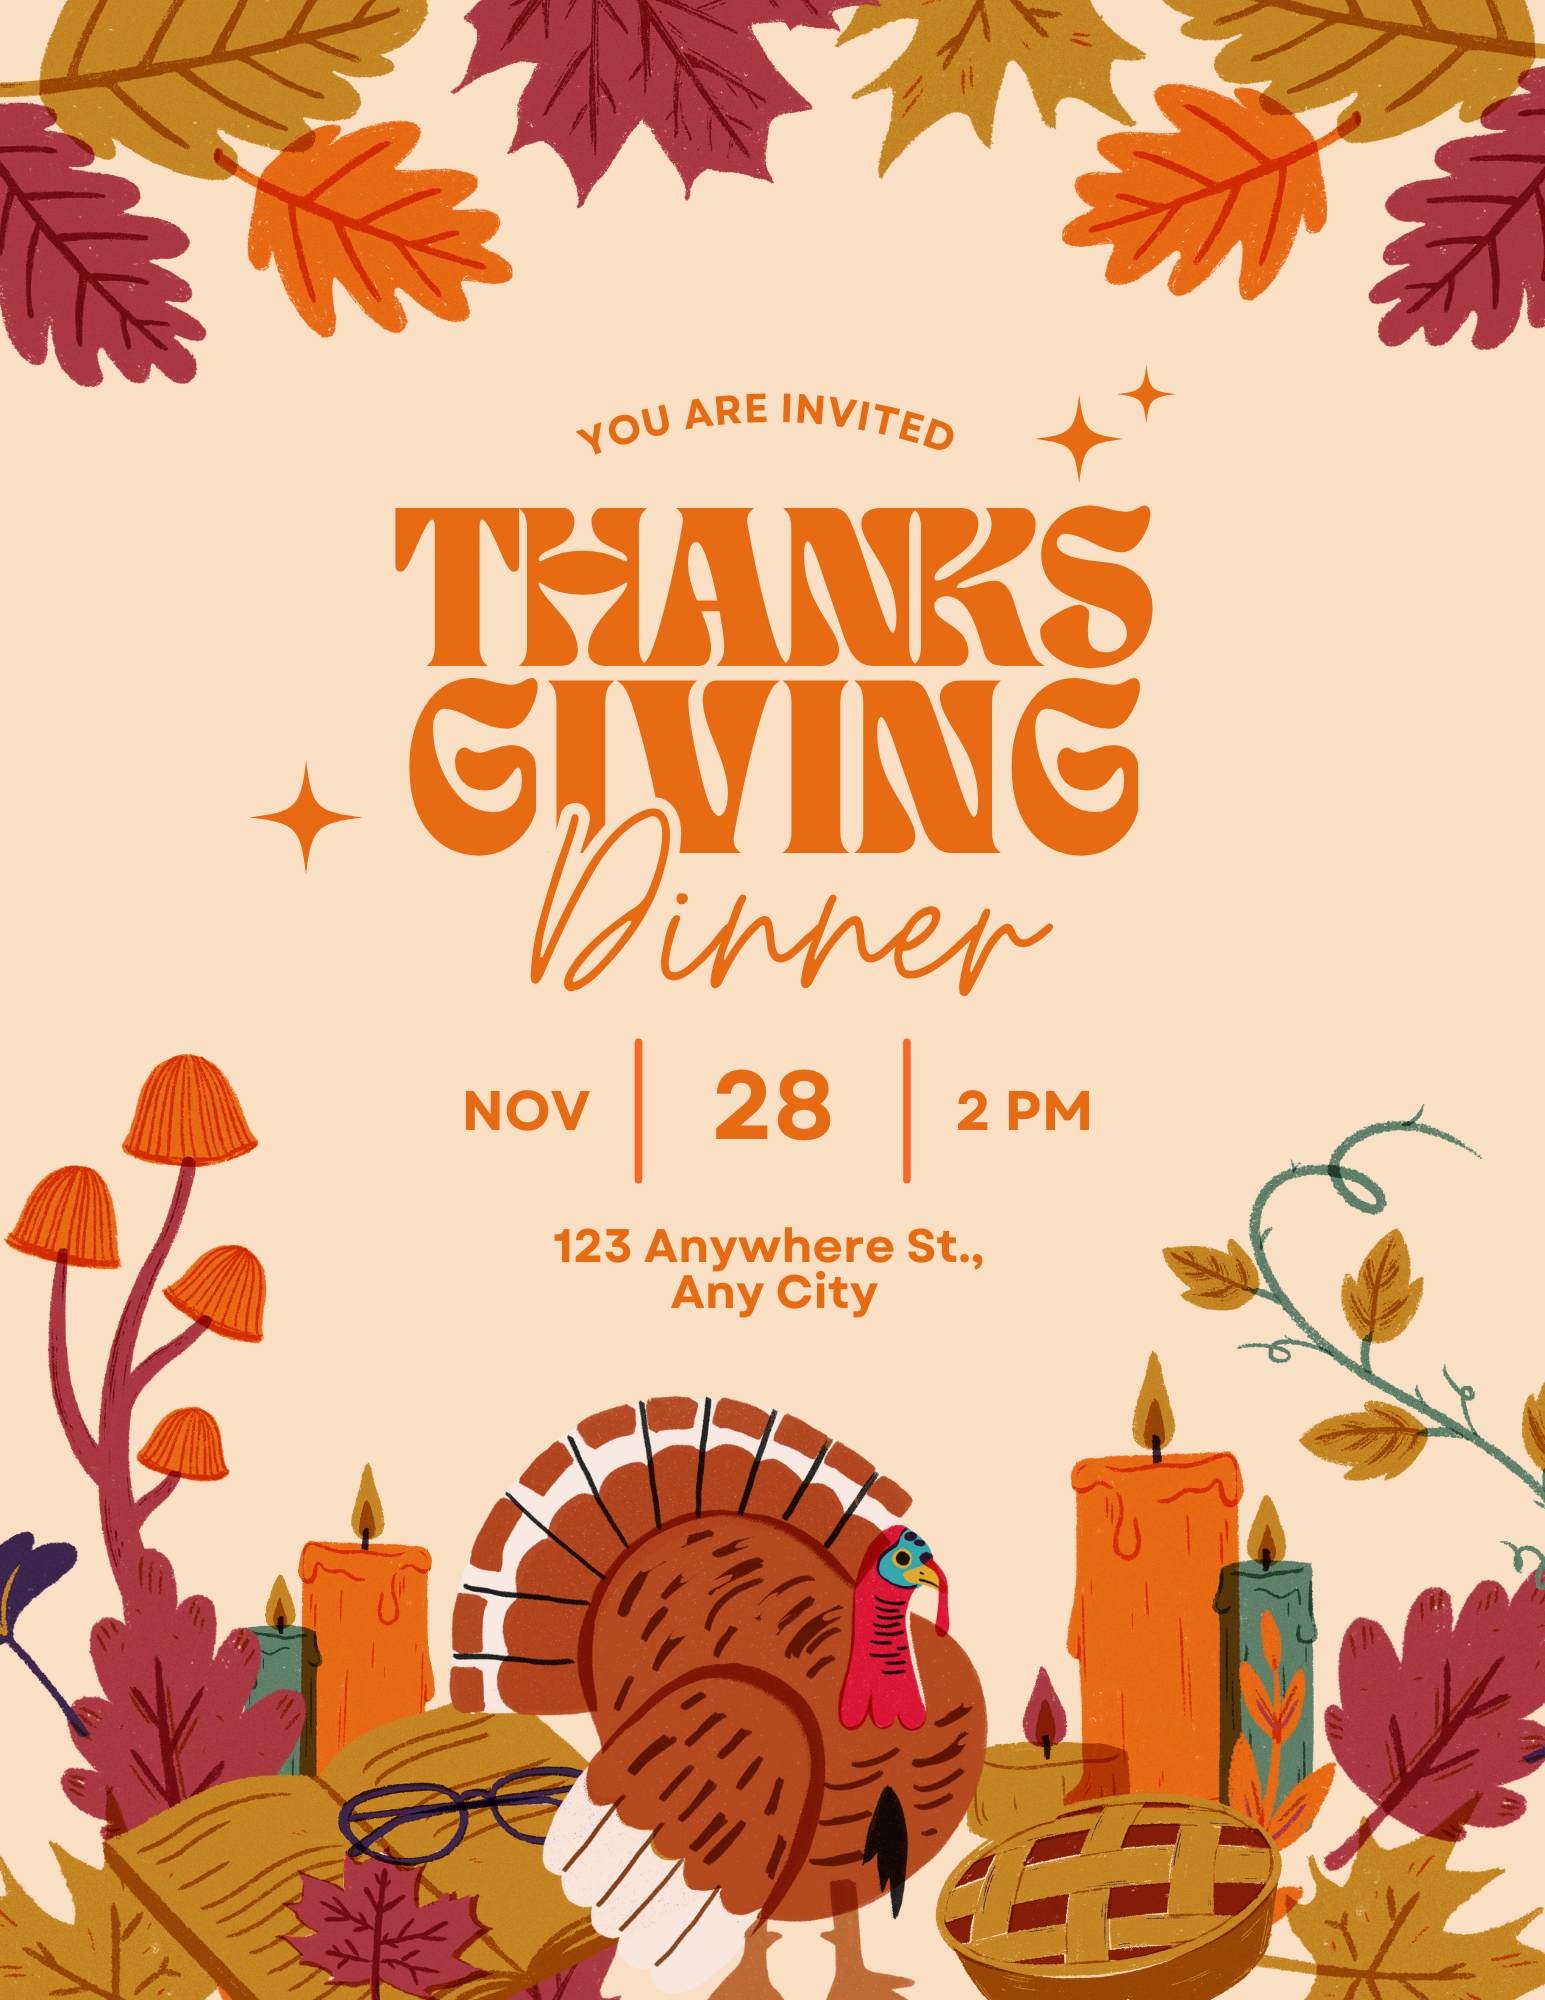 YOU ARE INVITED
THANKS
GIVING
Dinner
NOV 28 2 PM
123 Anywhere St.,
Any City